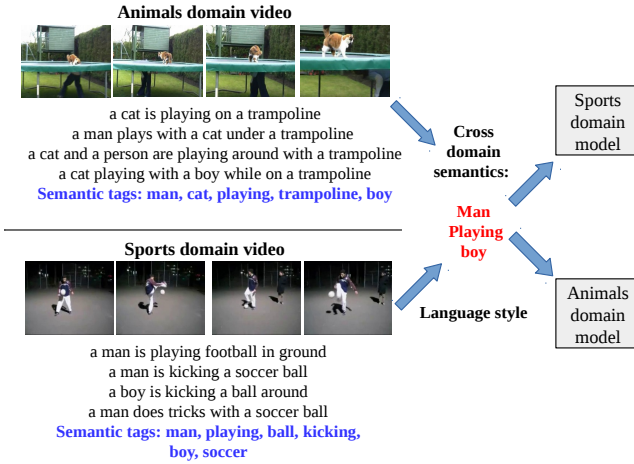 Animals domain video
a cat is playing on a trampoline
a man plays with a cat under a trampoline
a cat and a person are playing around with a trampoline
a cat playing with a boy while on a trampoline
Semantic tags: man, cat, playing, trampoline, boy
Sports domain video
a man is playing football in ground
a man is kicking a soccer ball
a boy is kicking a ball around
a man does tricks with a soccer ball
Semantic tags: man, playing, ball, kicking,
boy, soccer
Cross
domain
semantics:
Man
Playing
boy
Language style
Sports
domain
model
Animals
domain
model